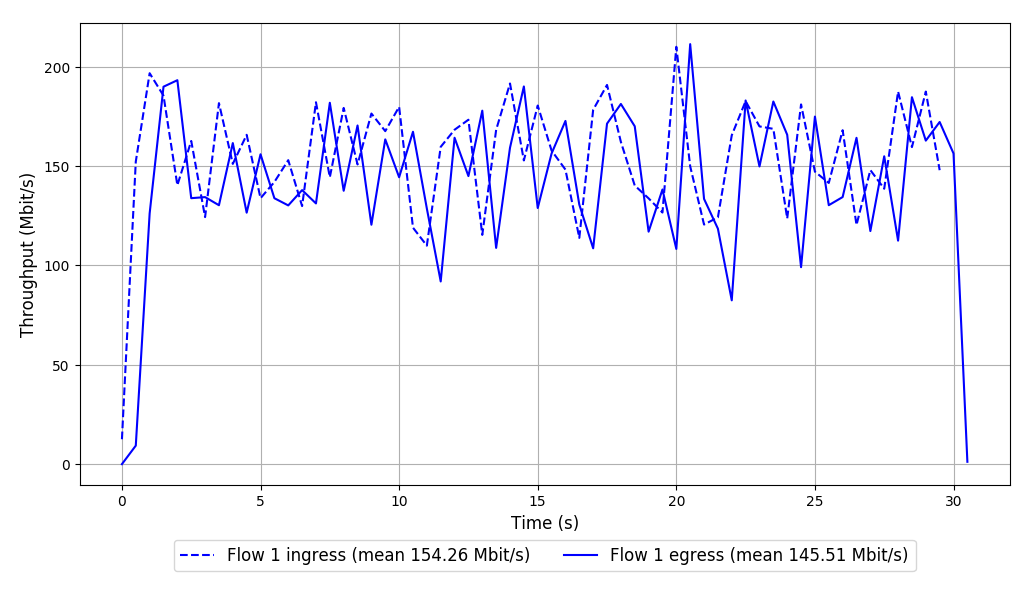 Throughput (Mbit/s)
200
150
100
50
0
0 5 10 15 20 25 30
Time (s)
Flow 1 ingress (mean 154.26 Mbit/s) Flow 1 egress (mean 145.51 Mbit/s)